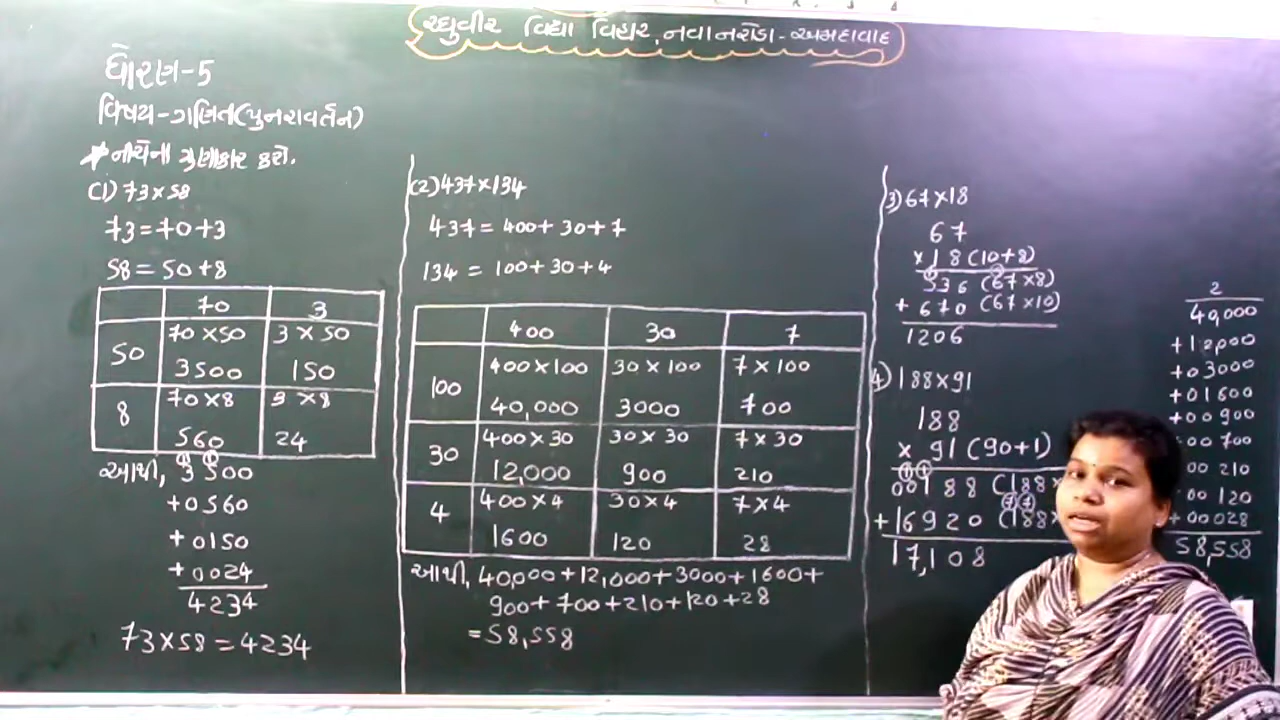 રઘુવીર વિદ્યા વિહાર, નવાનરોડા-અમદાવાદ
ધોરણ-5
વિષય-ગણિત(પુનરાવર્તન)
* નીચેના ગુણાકાર કરો.
(1) 73×58
73=70+3
58=50+8
70 3
50 70×50 3×50
3500 150
8 70×8 3×8
560 24
આથી, 3500
+0560
+0150
+0024
4234
73×58=4234
(2) 437×134
437=400+30+7
134=100+30+4
400 30 7
100 400×100 30×100 7×100
40,000 3000 700
30 400×30 30×30 7×30
12,000 900 210
4 400×4 30×4 7×4
1600 120 28
આથી, 40,000+12,000+3000+1600+
900+700+210+120+28
=58,558
3) 67×18
67
×18(10+8)
536 (67×8)
+670 (67×10)
1206
4) 188×91
188
× 91(90+1)
00188 (188×
+16920 (188×
17,108
2
40,000
+12,000
+03000
+01600
+00900
00700
00210
00120
+00028
58,558